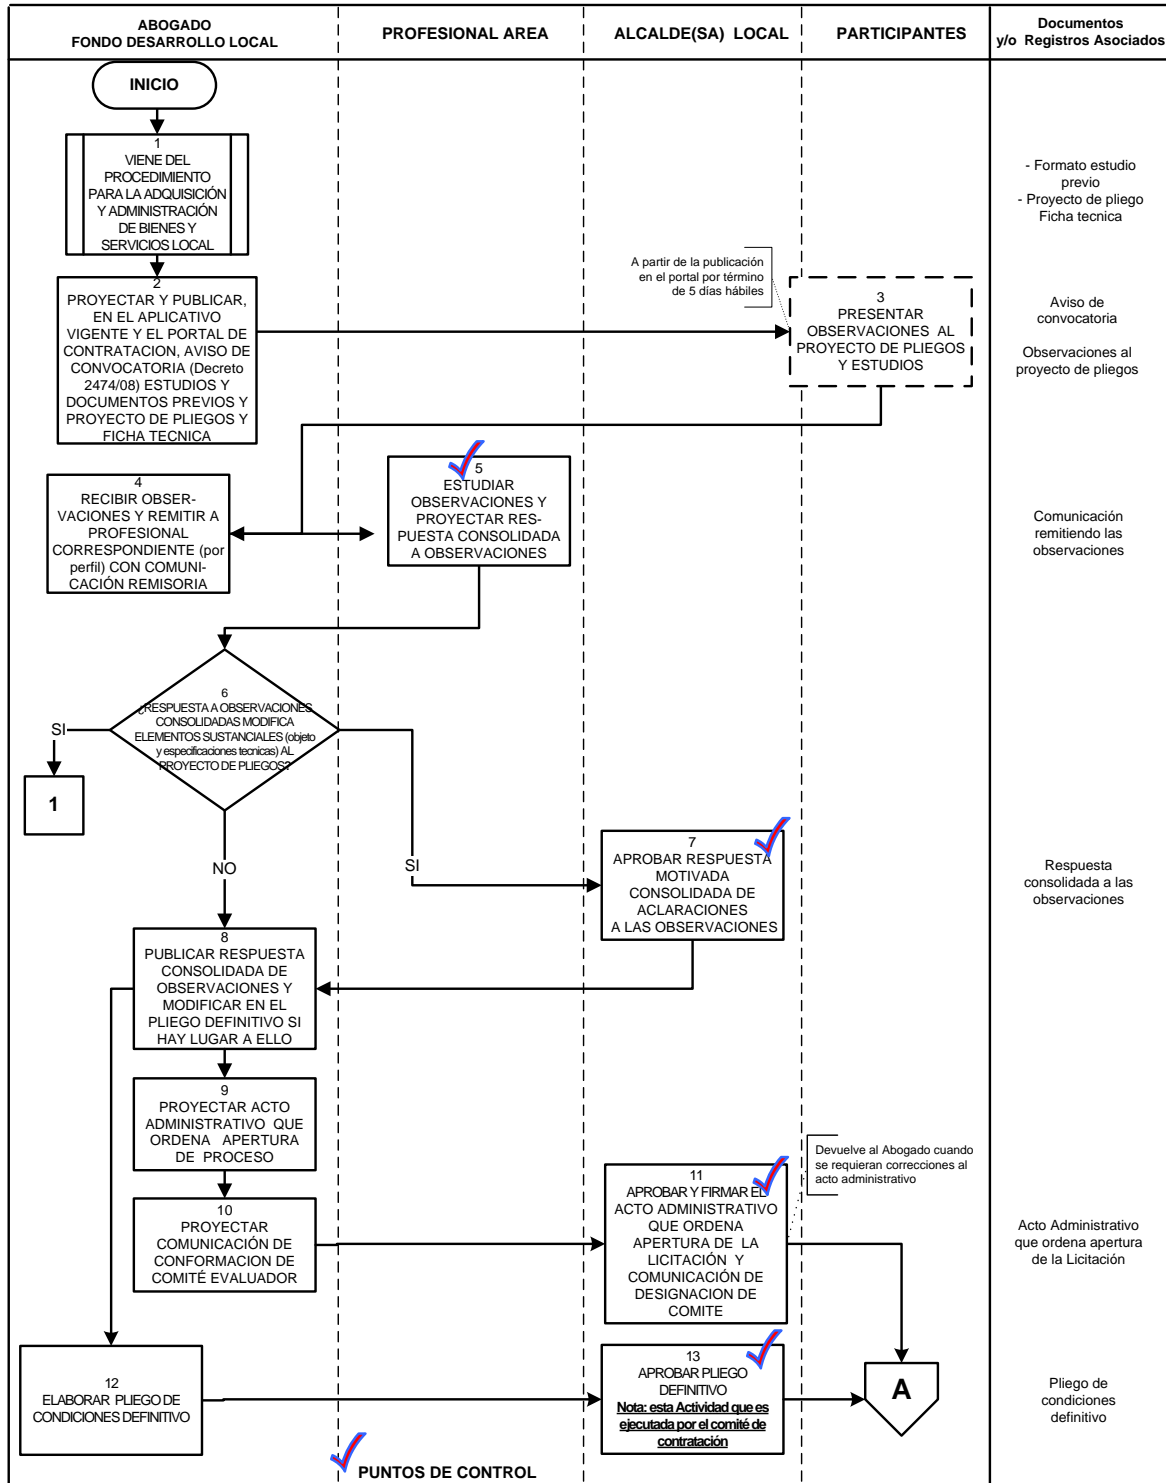 ABOGADO
FONDO DESARROLLO LOCAL
PROFESIONAL AREA
ALCALDE(SA) LOCAL
PARTICIPANTES
Documentos
y/o Registros Asociados
INICIO
1
VIENE DEL
PROCEDIMIENTO
PARA LA ADQUISICIÓN
Y ADMINISTRACIÓN
DE BIENES Y
SERVICIOS LOCAL
- Formato estudio
previo
- Proyecto de pliego
Ficha tecnica
2
PROYECTAR Y PUBLICAR,
EN EL APLICATIVO
VIGENTE Y EL PORTAL DE
CONTRATACION, AVISO DE
CONVOCATORIA (Decreto
2474/08) ESTUDIOS Y
DOCUMENTOS PREVIOS Y
PROYECTO DE PLIEGOS Y
FICHA TECNICA
A partir de la publicación
en el portal por término
de 5 días hábiles
3
PRESENTAR
OBSERVACIONES AL
PROYECTO DE PLIEGOS
Y ESTUDIOS
Aviso de
convocatoria
Observaciones al
proyecto de pliegos
4
RECIBIR OBSER-
VACIONES Y REMITIR A
PROFESIONAL
CORRESPONDIENTE (por
perfil) CON COMUNI-
CACIÓN REMISORIA
5
ESTUDIAR
OBSERVACIONES Y
PROYECTAR RES-
PUESTA CONSOLIDADA
A OBSERVACIONES
Comunicación
remitiendo las
observaciones
6
¿RESPUESTA A OBSERVACIONES
CONSOLIDADAS MODIFICA
ELEMENTOS SUSTANCIALES (objeto
y especificaciones tecnicas) AL
PROYECTO DE PLIEGOS?
SI
1
NO
SI
7
APROBAR RESPUESTA
MOTIVADA
CONSOLIDADA DE
ACLARACIONES
A LAS OBSERVACIONES
Respuesta
consolidada a las
observaciones
8
PUBLICAR RESPUESTA
CONSOLIDADA DE
OBSERVACIONES Y
MODIFICAR EN EL
PLIEGO DEFINITIVO SI
HAY LUGAR A ELLO
9
PROYECTAR ACTO
ADMINISTRATIVO QUE
ORDENA APERTURA
DE PROCESO
10
PROYECTAR
COMUNICACIÓN DE
CONFORMACION DE
COMITÉ EVALUADOR
11
APROBAR Y FIRMAR EL
ACTO ADMINISTRATIVO
QUE ORDENA
APERTURA DE LA
LICITACIÓN Y
COMUNICACIÓN DE
DESIGNACION DE
COMITE
Devuelve al Abogado cuando
se requieran correcciones al
acto administrativo
Acto Administrativo
que ordena apertura
de la Licitación
12
ELABORAR PLIEGO DE
CONDICIONES DEFINITIVO
13
APROBAR PLIEGO
DEFINITIVO
Nota: esta Actividad que es
ejecutada por el comité de
contratación
A
Pliego de
condiciones
definitivo
PUNTOS DE CONTROL